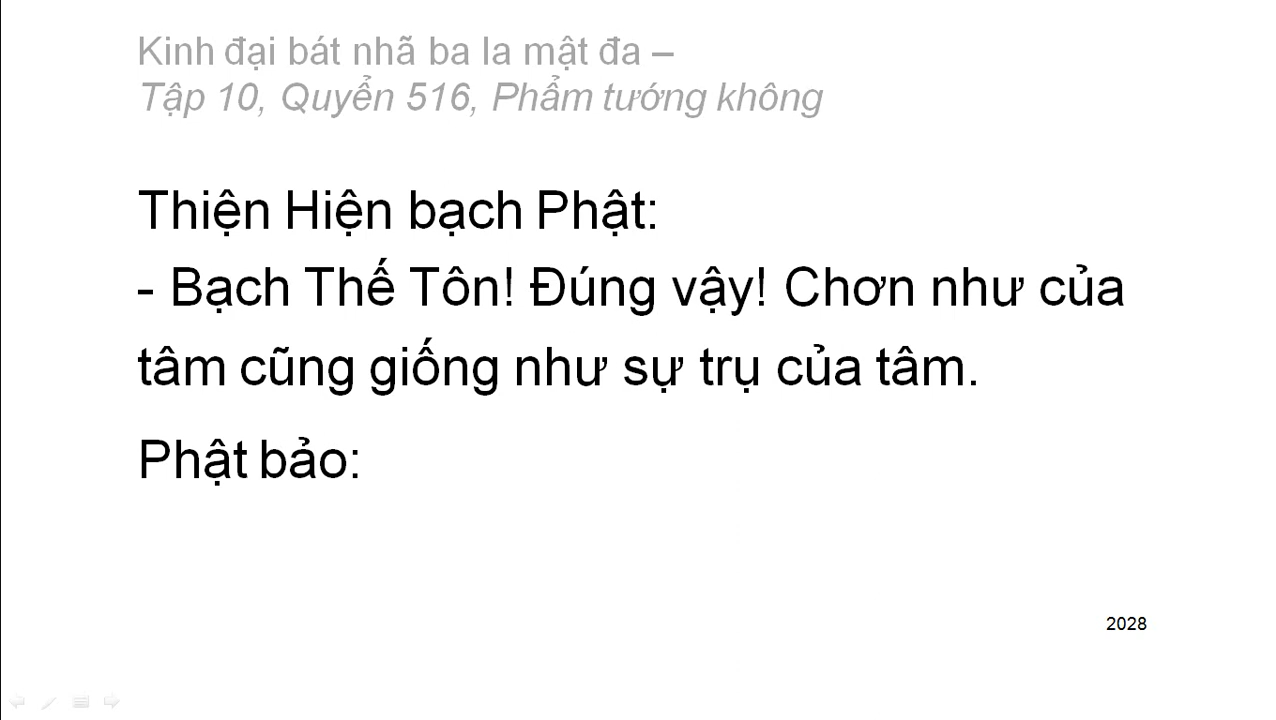 Kinh đại bát nhã ba la mật đa –
Tập 10, Quyển 516, Phẩm tướng không
Thiện Hiện bạch Phật:
- Bạch Thế Tôn! Đúng vậy! Chơn như của
tâm cũng giống như sự trụ của tâm.
Phật bảo:
2028